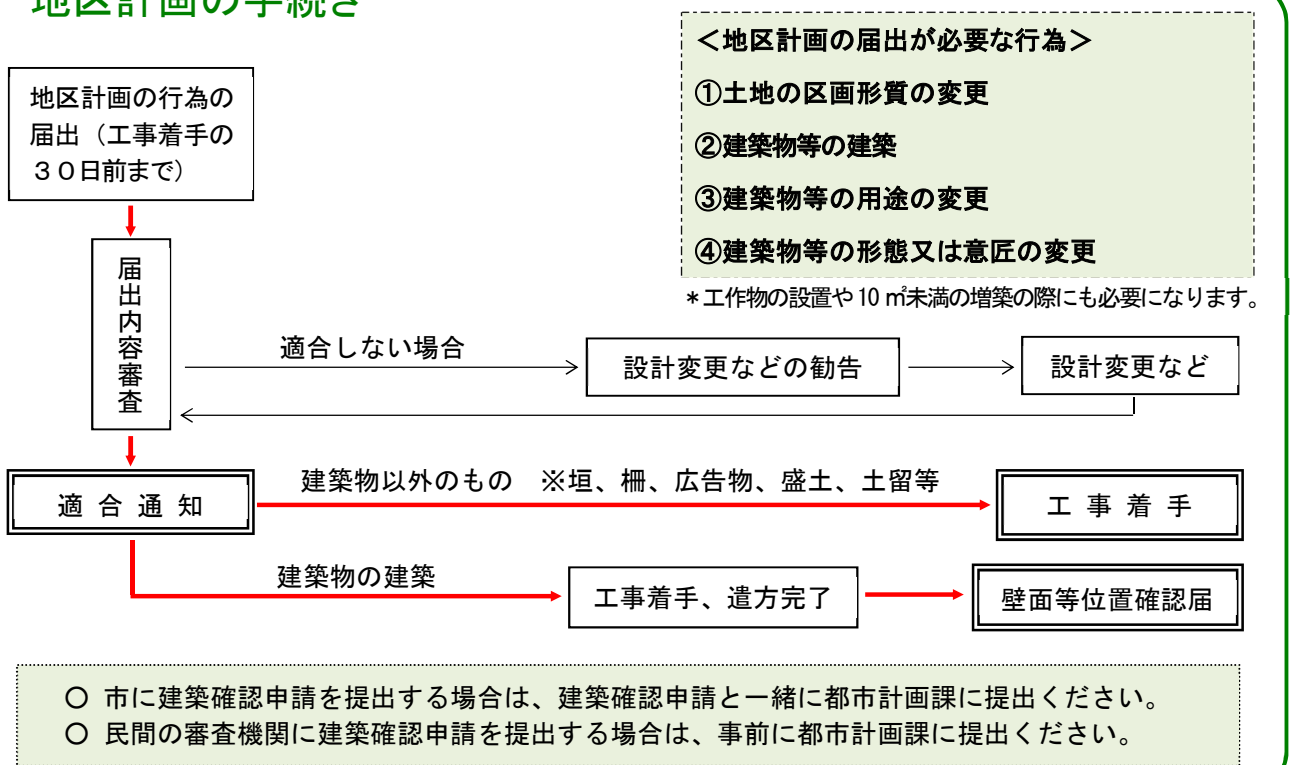 地区計画の手続き
＜地区計画の届出が必要な行為＞
①土地の区画形質の変更
②建築物等の建築
③建築物等の用途の変更
④建築物等の形態又は意匠の変更
＊工作物の設置や10㎡未満の増築の際にも必要になります。
地区計画の行為の
届出（工事着手の
３０日前まで）
届出内容審査
適合しない場合
設計変更などの勧告
設計変更など
適合通知
建築物以外のもの　※垣、柵、広告物、盛土、土留等
工事着手
建築物の建築
工事着手、遣方完了
壁面等位置確認届
〇 市に建築確認申請を提出する場合は、建築確認申請と一緒に都市計画課に提出ください。
〇 民間の審査機関に建築確認申請を提出する場合は、事前に都市計画課に提出ください。